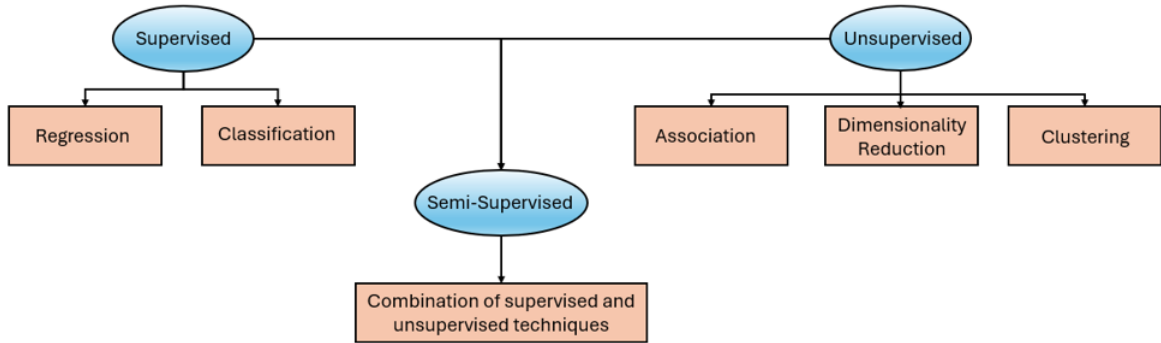 Supervised
Unsupervised
Regression
Classification
Association
Dimensionality
Reduction
Clustering
Semi-Supervised
Combination of supervised and
unsupervised techniques